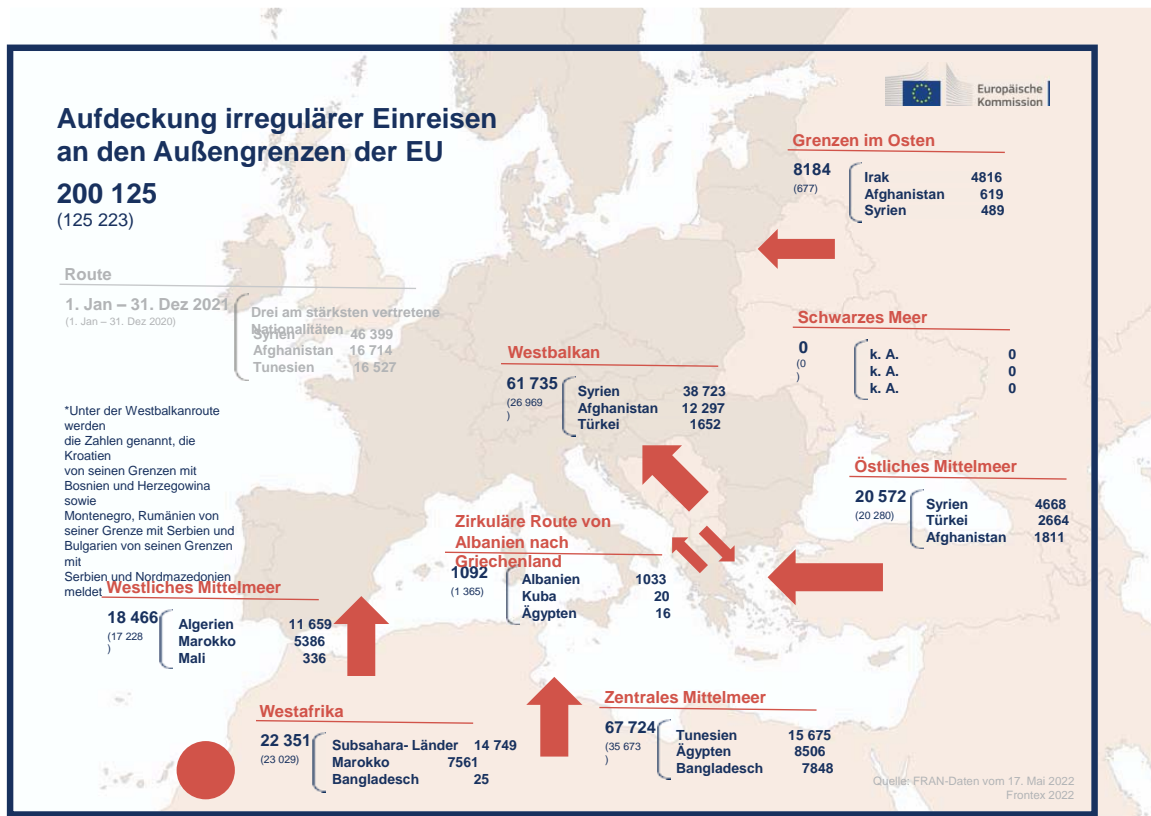 Europäische
Kommission
Aufdeckung irregulärer Einreisen
an den Außengrenzen der EU
200 125
(125 223)
Grenzen im Osten
8184
(677)
Irak 4816
Afghanistan 619
Syrien 489
Route
1. Jan – 31. Dez 2021
(1. Jan – 31. Dez 2020)
Drei am stärksten vertretene
Nationalitäten
Syrien 46 399
Afghanistan 16 714
Tunesien 16 527
Schwarzes Meer
0
(0
)
k. A. 0
k. A. 0
k. A. 0
Westbalkan
61 735
(26 969
)
Syrien 38 723
Afghanistan 12 297
Türkei 1652
*Unter der Westbalkanroute
werden
die Zahlen genannt, die
Kroatien
von seinen Grenzen mit
Bosnien und Herzegowina
sowie
Montenegro, Rumänien von
seiner Grenze mit Serbien und
Bulgarien von seinen Grenzen
mit
Serbien und Nordmazedonien
meldet
Östliches Mittelmeer
20 572
(20 280)
Syrien 4668
Türkei 2664
Afghanistan 1811
Zirkuläre Route von
Albanien nach
Griechenland
1092
(1 365)
Albanien 1033
Kuba 20
Ägypten 16
Westliches Mittelmeer
18 466
(17 228
)
Algerien 11 659
Marokko 5386
Mali 336
Westafrika
22 351
(23 029)
Subsahara- Länder 14 749
Marokko 7561
Bangladesch 25
Zentrales Mittelmeer
67 724
(35 673
)
Tunesien 15 675
Ägypten 8506
Bangladesch 7848
Quelle: FRAN-Daten vom 17. Mai 2022
Frontex 2022